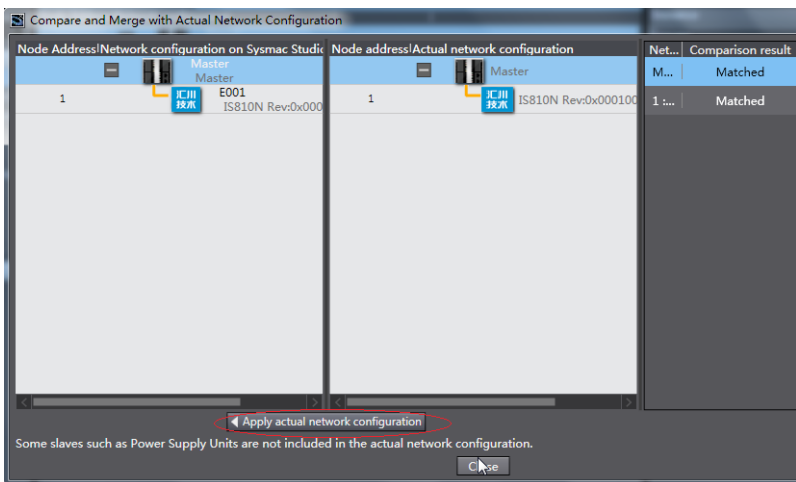 Compare and Merge with Actual Network Configuration
Node Address|Network configuration on Sysmac Studic
Node address|Actual network configuration
Net... Comparison result
Master
Master
Master
M... Matched
1
汇川
技术
E001
IS810N Rev:0x000
1
汇川
技术
IS810N Rev:0x000100
1 :... Matched
Apply actual network configuration
Some slaves such as Power Supply Units are not included in the actual network configuration.